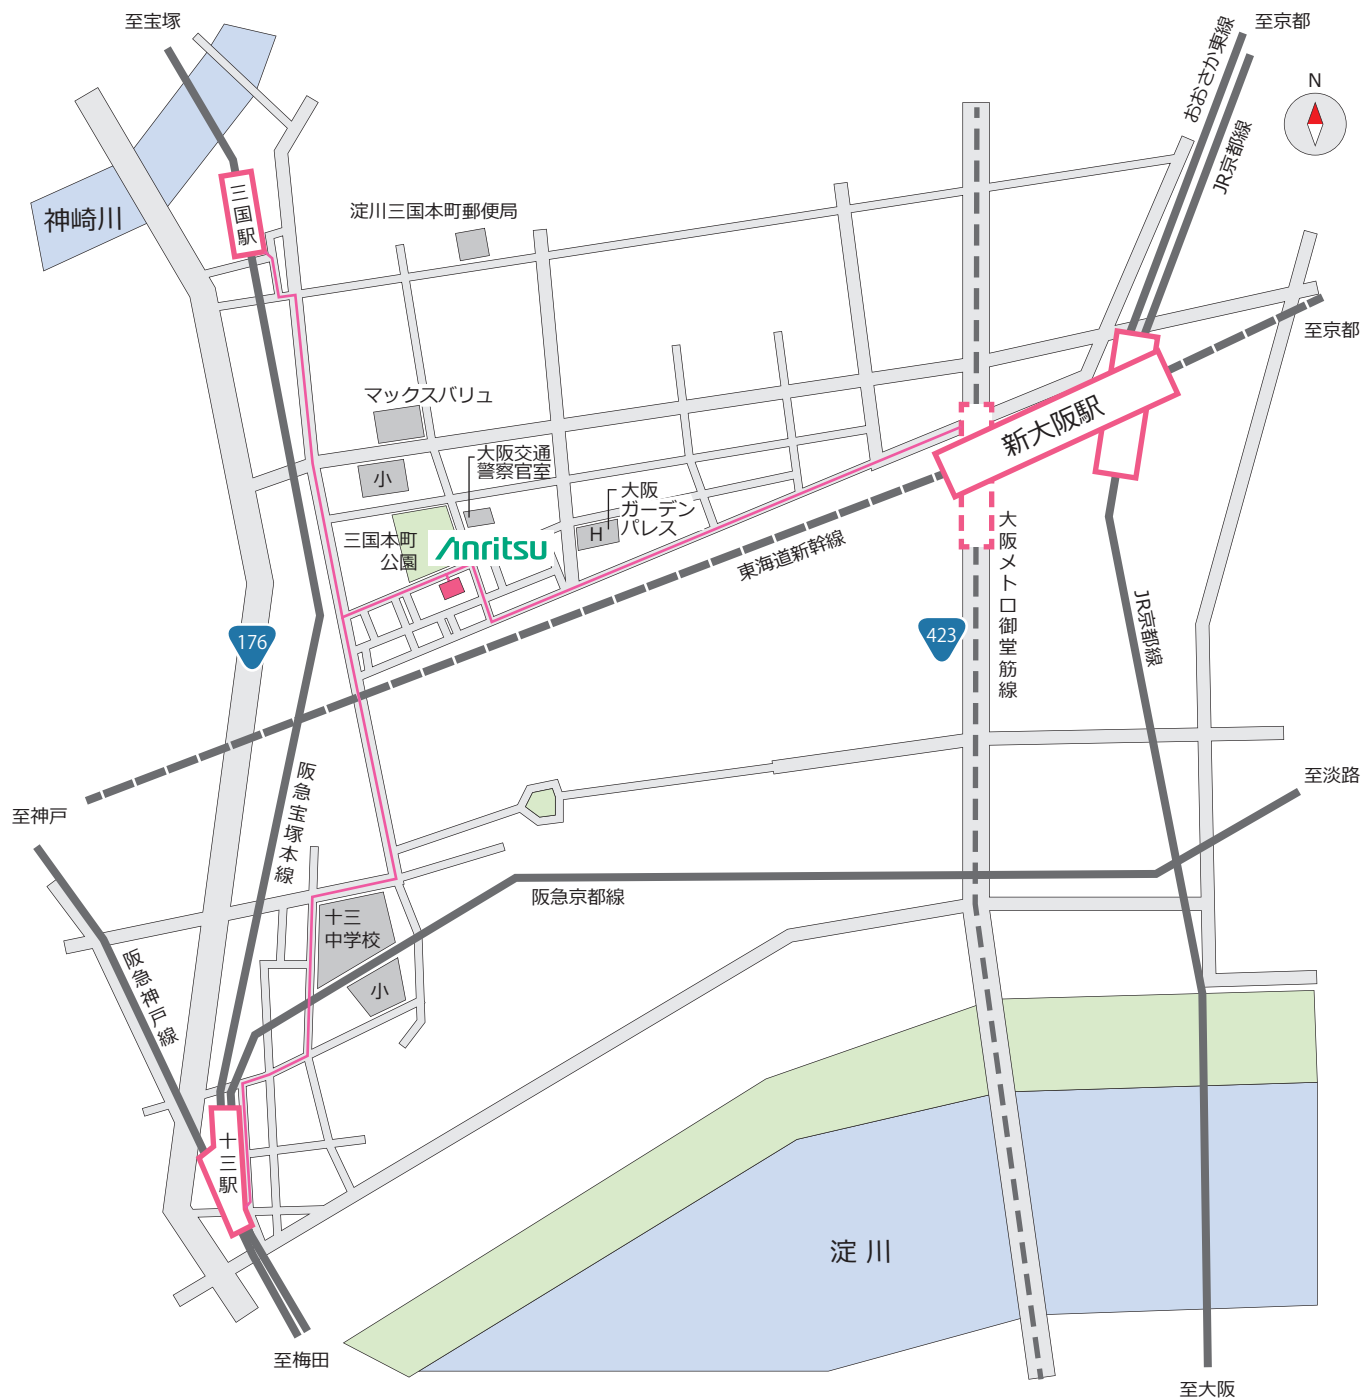 至宝塚
至京都
おおさか東線
N
JR京都線
三国駅
神崎川
淀川三国本町郵便局
至京都
マックスバリュ
新大阪駅
大阪交通
警察官室
小
大阪
ガーデン
パレス
H
三国本町
公園
Anritsu
東海道新幹線
大阪メトロ御堂筋線
JR京都線
176
423
阪急宝塚本線
至淡路
至神戸
阪急京都線
十三
中学校
阪急神戸線
小
十三駅
淀川
至梅田
至大阪